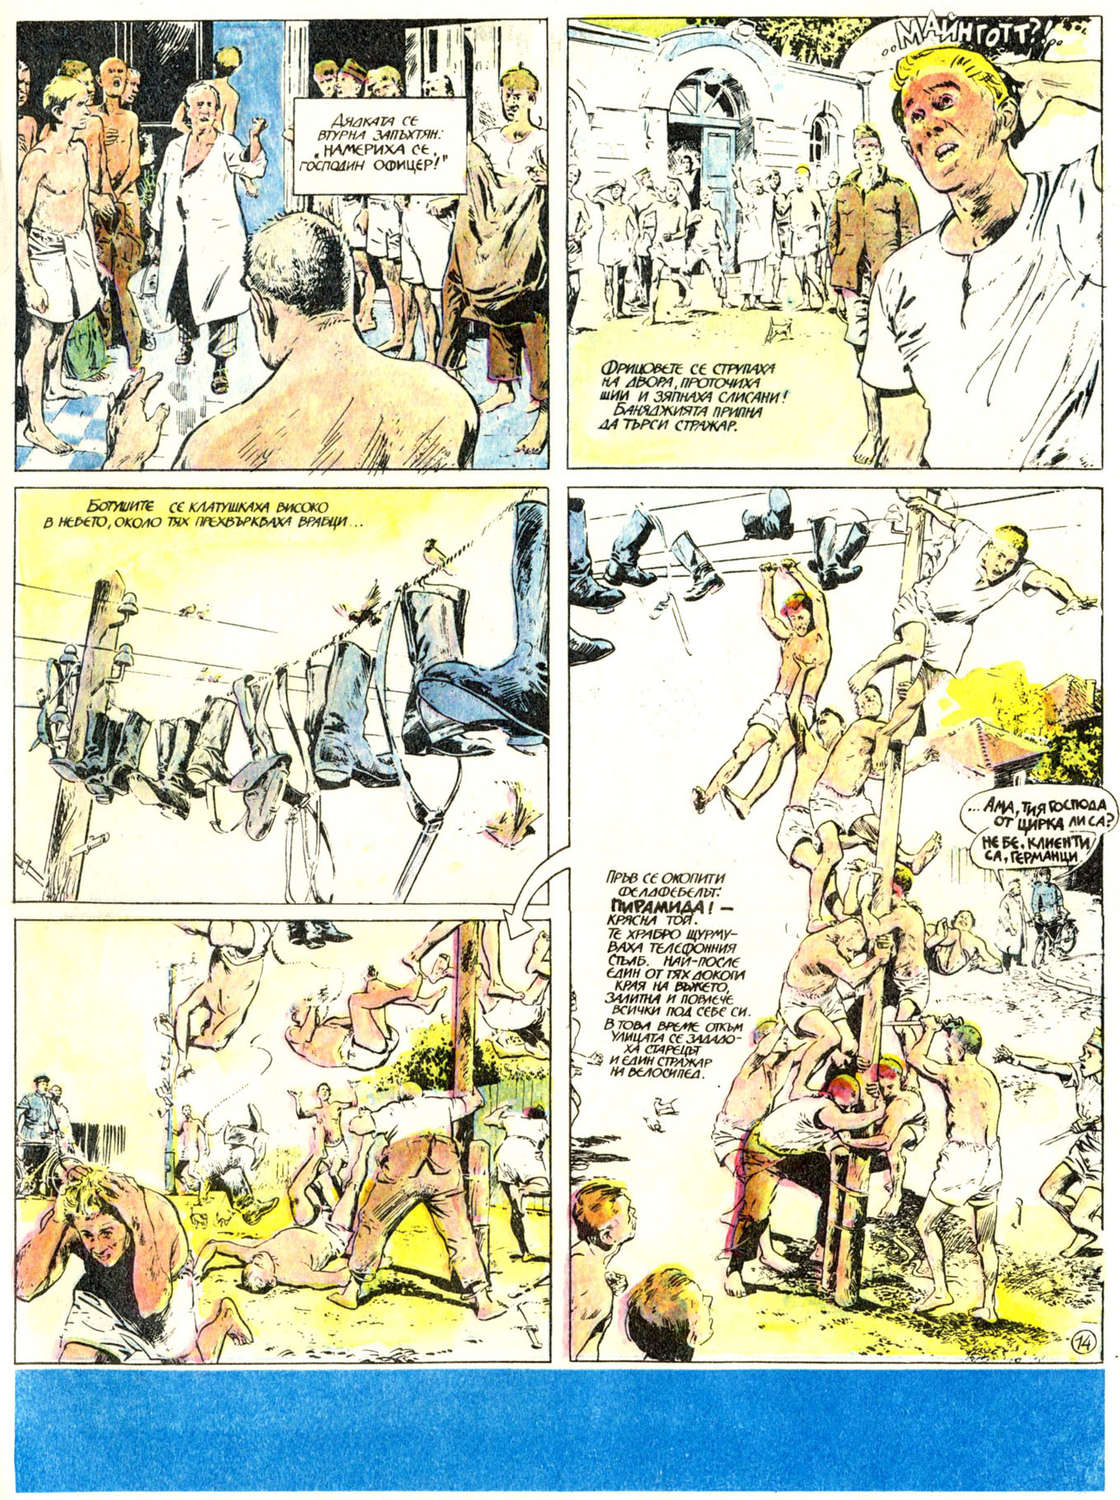 ДЯДКАТА СЕ
ВТУРНА ЗАПЪХТЯН:
„НАМЕРИХА СЕ,
ГОСПОДИН ОФИЦЕР!"
..МАЙН ГОТТ?!..
ФРИЦОВЕТЕ СЕ СТРУПАХА
НА ДВОРА, ПРОТОЧИХА
ШИИ И ЗЯПНАХА СЛИСАНИ!
БАНЯДЖИЯТА ПРИПНА
ДА ТЪРСИ СТРАЖАР.
БОТУШИТЕ СЕ КЛАТУШКАХА ВИСОКО
В НЕБЕТО, ОКОЛО ТЯХ ПРЕХВЪРКВАХА ВРАБЦИ...
...АМА, ТИЯ ГОСПОДА
ОТ ЦИРКА ЛИ СА?
НЕ БЕ, КЛИЕНТИ
СА, ГЕРМАНЦИ
ПРЪВ СЕ ОКОПИТИ
ФЕЛДФЕБЕЛЪТ:
ПИРАМИДА! —
КРЯСНА ТОЙ.
ТЕ ХРАБРО ЩУРМУ-
ВАХА ТЕЛЕФОННИЯ
СТЪЛБ. НАЙ-ПОСЛЕ
ЕДИН ОТ ТЯХ ДОКОПА
КРАЯ НА ВЪЖЕТО,
ЗАЛИТНА И ПОВЛЕЧЕ
ВСИЧКИ ПОД СЕБЕ СИ.
В ТОВА ВРЕМЕ ОТКЪМ
УЛИЦАТА СЕ ЗАДАДО-
ХА СТАРЕЦЪТ
И ЕДИН СТРАЖАР
НА ВЕЛОСИПЕД.
14